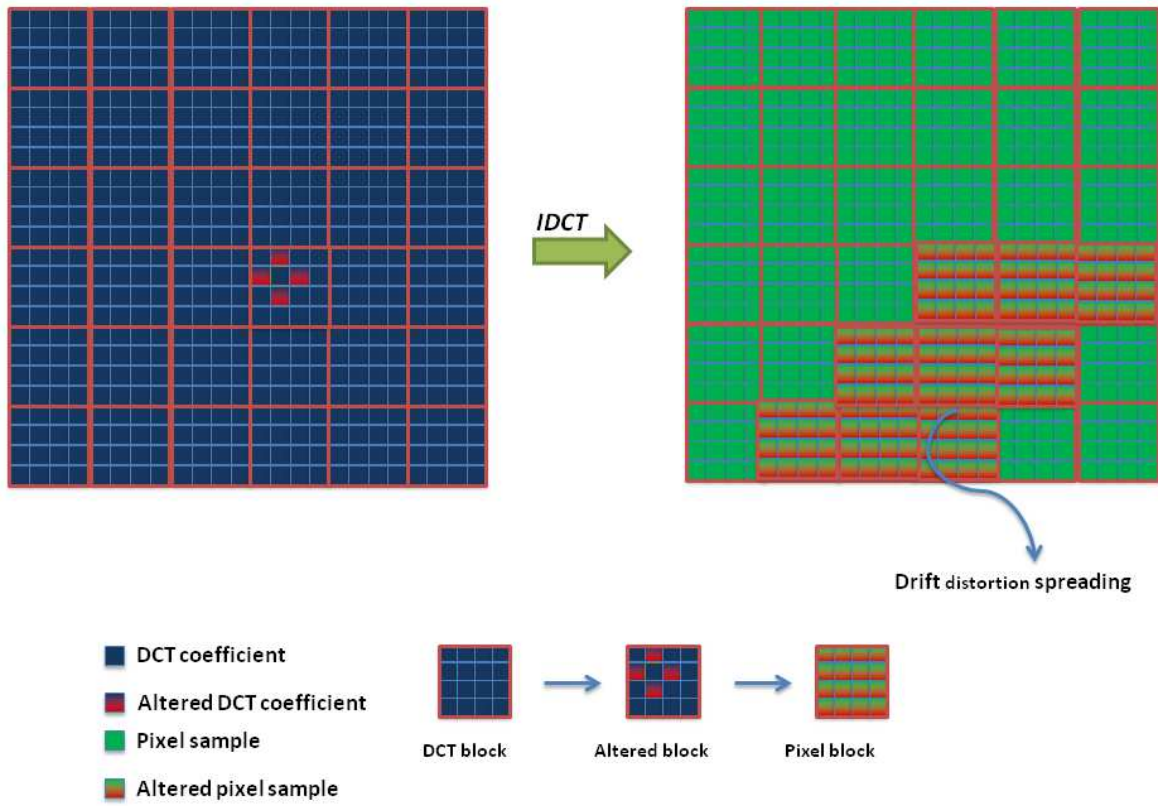 IDCT
Drift distortion spreading
DCT coefficient
Altered DCT coefficient
Pixel sample
Altered pixel sample
DCT block
Altered block
Pixel block